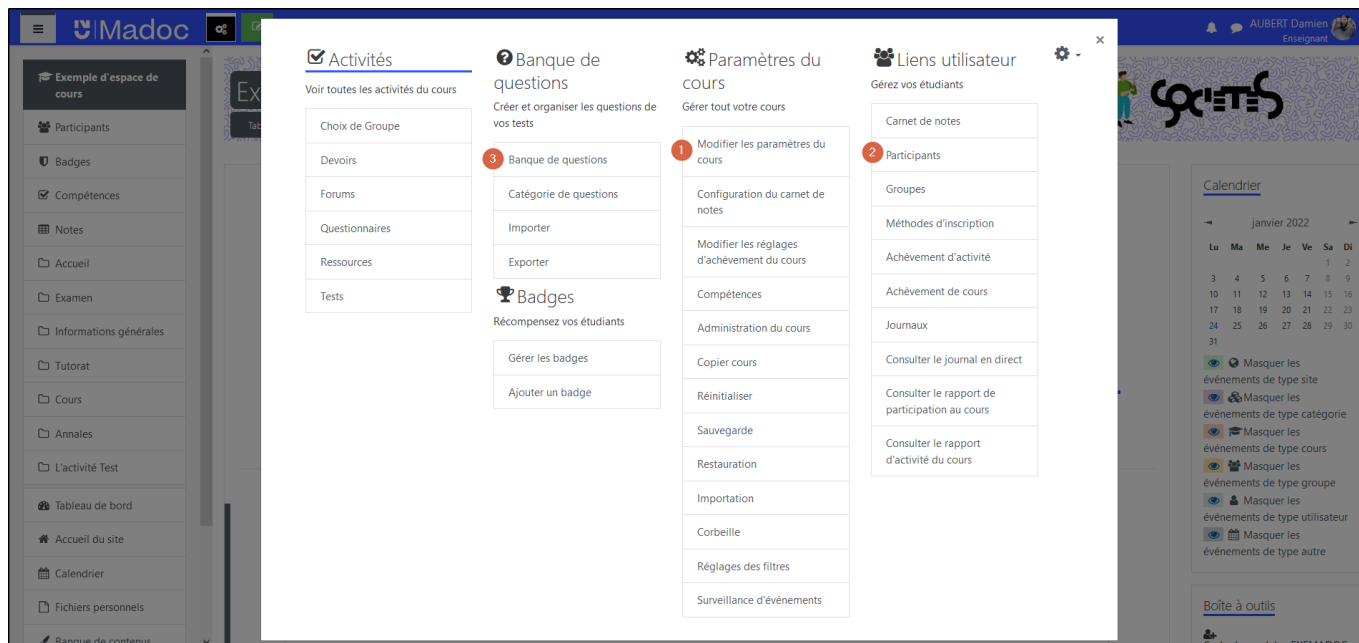 Madoc
AUBERT Damien
Enseignant
Exemple d'espace de
cours
Participants
Badges
Compétences
Notes
Accueil
Examen
Informations générales
Tutorat
Cours
Annales
L'activité Test
Tableau de bord
Accueil du site
Calendrier
Fichiers personnels
Banque de contenus
Ex
Tab
Activités
Voir toutes les activités du cours
Choix de Groupe
Devoirs
Forums
Questionnaires
Ressources
Tests
Banque de
questions
Créer et organiser les questions de
vos tests
3 Banque de questions
Catégorie de questions
Importer
Exporter
Badges
Récompensez vos étudiants
Gérer les badges
Ajouter un badge
Paramètres du
cours
Gérer tout votre cours
1 Modifier les paramètres du
cours
Configuration du carnet de
notes
Modifier les réglages
d'achèvement du cours
Compétences
Administration du cours
Copier cours
Réinitialiser
Sauvegarde
Restauration
Importation
Corbeille
Réglages des filtres
Surveillance d'événements
Liens utilisateur
Gérez vos étudiants
Carnet de notes
2 Participants
Groupes
Méthodes d'inscription
Achèvement d'activité
Achèvement de cours
Journaux
Consulter le journal en direct
Consulter le rapport de
participation au cours
Consulter le rapport
d'activité du cours
×
SOCIETES
Calendrier
◄ janvier 2022 ►
Lu Ma Me Je Ve Sa Di
1 2
3 4 5 6 7 8 9
10 11 12 13 14 15 16
17 18 19 20 21 22 23
24 25 26 27 28 29 30
31
Masquer les
événements de type site
Masquer les
événements de type catégorie
Masquer les
événements de type cours
Masquer les
événements de type groupe
Masquer les
événements de type utilisateur
Masquer les
événements de type autre
Boîte à outils